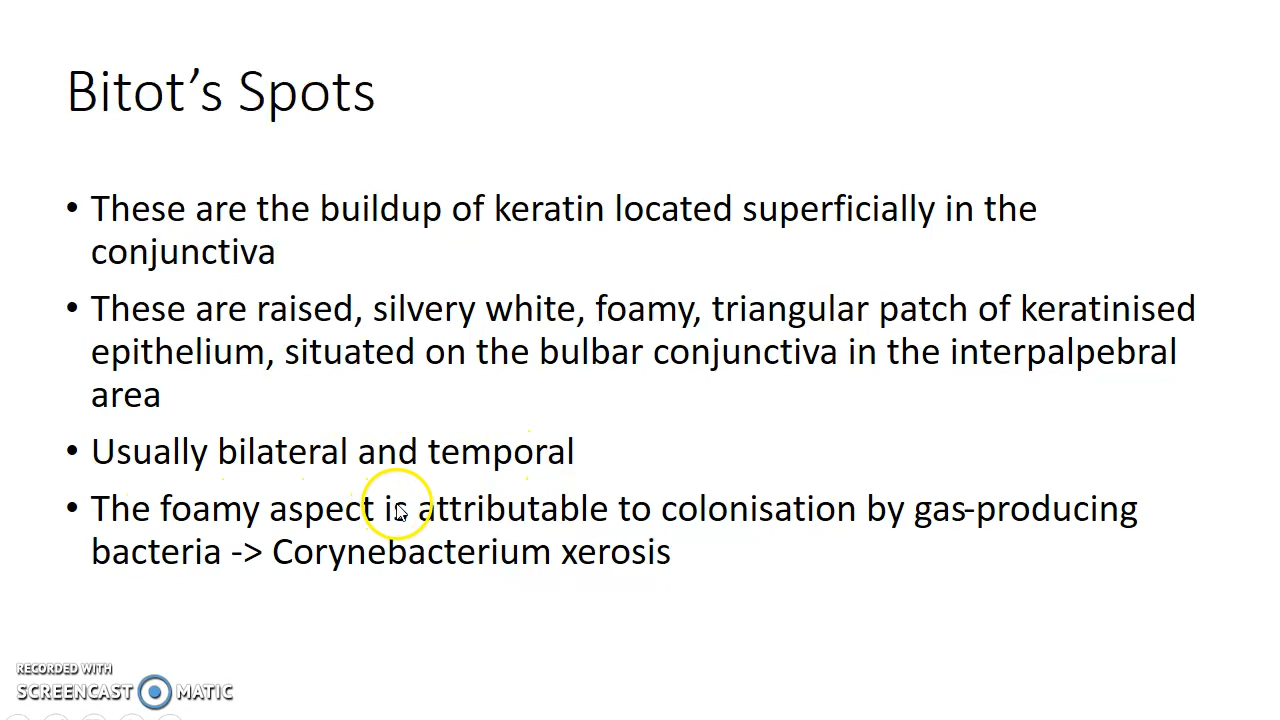 Bitot’s Spots
• These are the buildup of keratin located superficially in the
conjunctiva
• These are raised, silvery white, foamy, triangular patch of keratinised
epithelium, situated on the bulbar conjunctiva in the interpalpebral
area
• Usually bilateral and temporal
• The foamy aspect is attributable to colonisation by gas-producing
bacteria -> Corynebacterium xerosis
RECORDED WITH
SCREENCAST MATIC